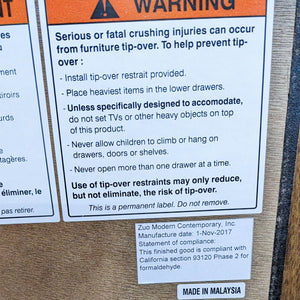 NT
WARNING
Serious or fatal crushing injuries can occur
from furniture tip-over. To help prevent tip-
over :
- Install tip-over restraint provided.
- Place heaviest items in the lower drawers.
- Unless specifically designed to accomodate,
do not set TVs or other heavy objects on top
of this product.
- Never allow children to climb or hang on
drawers, doors or shelves.
- Never open more than one drawer at a time.
Use of tip-over restraints may only reduce,
but not eliminate, the risk of tip-over.
This is a permanent label. Do not remove.
ment
tiroirs
urds
tagères.
éliminer, le
pas retirer.
Zuo Modern Contemporary, Inc.
Manufacture date: 1-Nov-2017
Statement of compliance:
This finished good is compliant with
California section 93120 Phase 2 for
formaldehyde.
MADE IN MALAYSIA